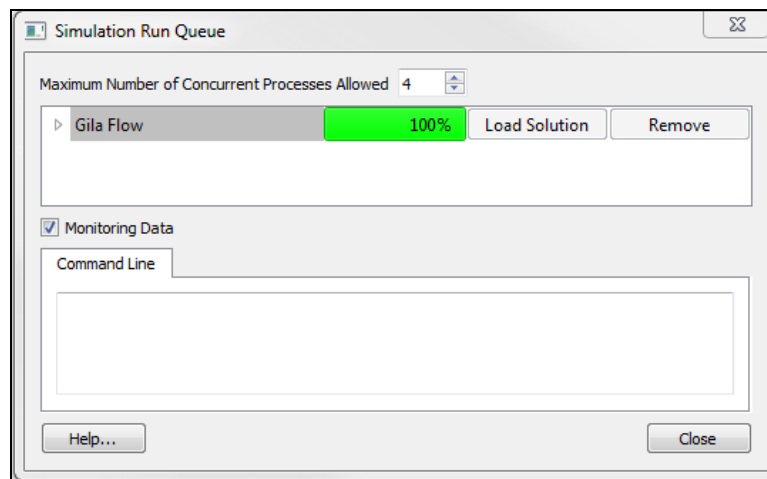 Simulation Run Queue
Maximum Number of Concurrent Processes Allowed 4
Gila Flow 100% Load Solution Remove
Monitoring Data
Command Line
Help... Close